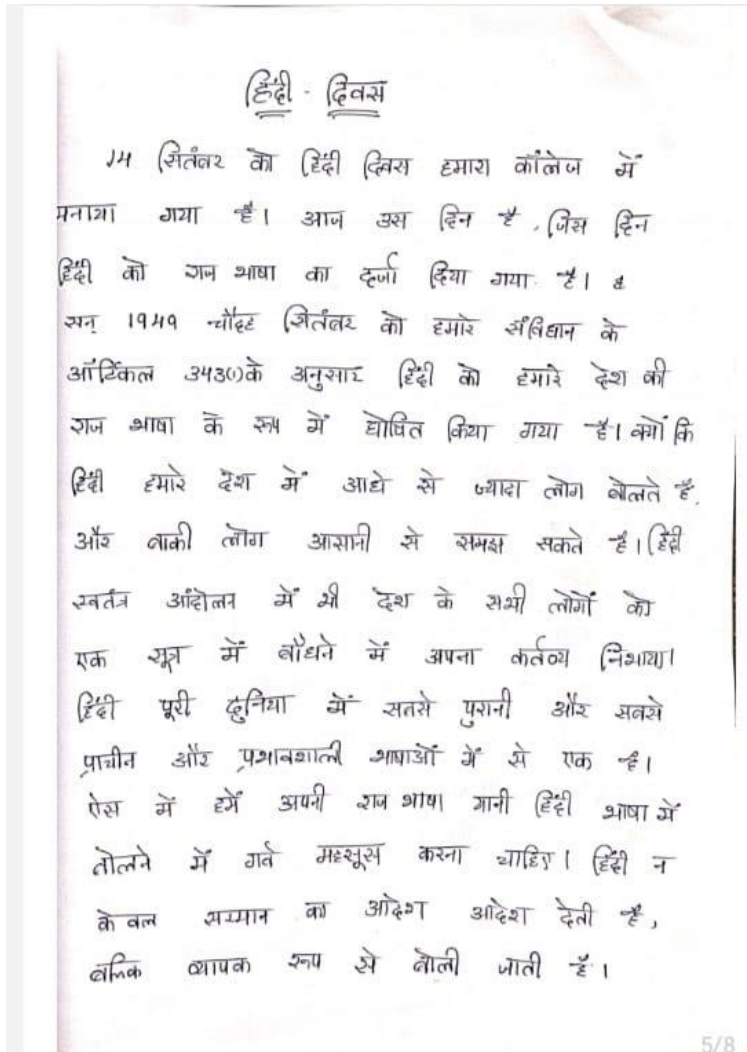 हिंदी - दिवस
14 सितंबर को हिंदी दिवस हमारा कॉलेज में
मनाया गया है। आज उस दिन है, जिस दिन
हिंदी को राज भाषा का दर्जा दिया गया है।
सन् 1949 चौदह सितंबर को हमारे संविधान के
ऑर्टिकल 343(1)के अनुसार हिंदी को हमारे देश की
राज भाषा के रूप में घोषित किया गया है। क्यों कि
हिंदी हमारे देश में आधे से ज्यादा लोग बोलते है,
और बाकी लोग आसानी से समझ सकते है। हिंदी
स्वतंत्र आंदोलन में भी देश के सभी लोगों को
एक सूत्र में बाँधने में अपना कर्तव्य निभाया।
हिंदी पूरी दुनिया में सबसे पुरानी और सबसे
प्राचीन और प्रभावशाली भाषाओं में से एक है।
ऐस में हमें अपनी राज भाषा यानी हिंदी भाषा में
बोलने में गर्व महसूस करना चाहिए। हिंदी न
केवल सम्मान का आदेश आदेश देती है,
बल्कि व्यापक रूप से बोली जाती है।
5/8